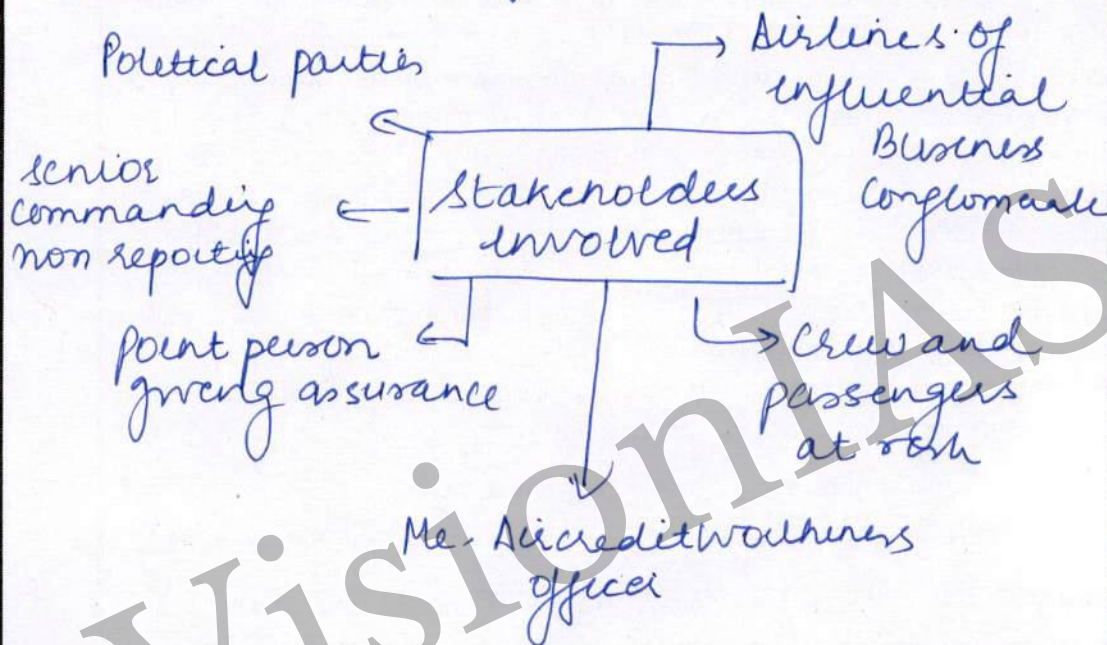 Political parties
Airlines of
influential
Business
Conglomerate
senior
commanding
non reporting
Stakeholders
involved
point person
giving assurance
Crew and
passengers
at risk
Me - Aircreditworthiness
officer
VisionIAS